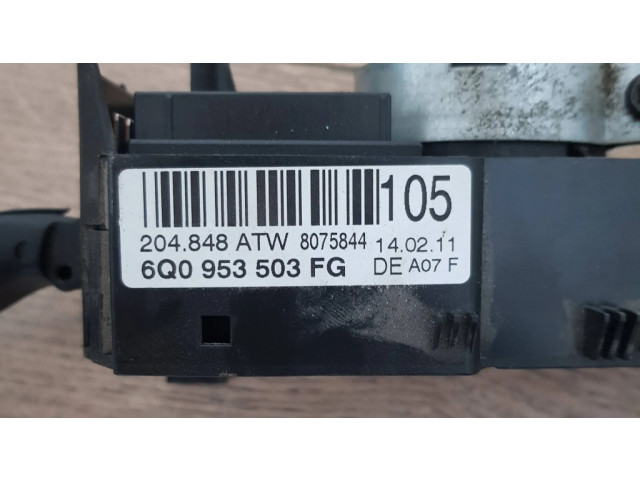 105
204.848 ATW 8075844 14.02.11
6Q0 953 503 FG DE A07 F